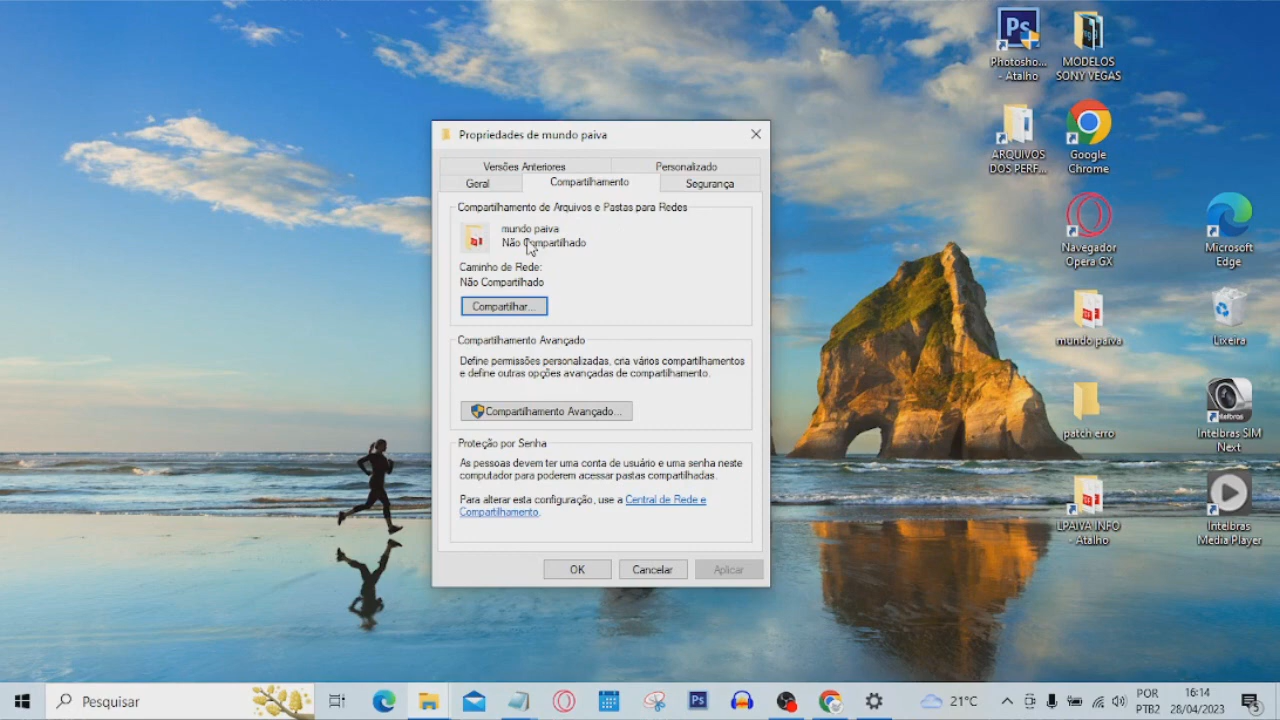 Propriedades de mundo paiva
Versões Anteriores
Personalizado
Geral
Compartilhamento
Segurança
Compartilhamento de Arquivos e Pastas para Redes
mundo paiva
Não Compartilhado
Caminho de Rede:
Não Compartilhado
Compartilhar...
Compartilhamento Avançado
Define permissões personalizadas, cria vários compartilhamentos
e define outras opções avançadas de compartilhamento.
Compartilhamento Avançado...
Proteção por Senha
As pessoas devem ter uma conta de usuário e uma senha neste
computador para poderem acessar pastas compartilhadas.
Para alterar esta configuração, use a Central de Rede e
Compartilhamento.
OK
Cancelar
Aplicar
Ps
Photosho...
- Atalho
MODELOS
SONY VEGAS
ARQUIVOS
DOS PERF...
Google
Chrome
Navegador
Opera GX
Microsoft
Edge
mundo paiva
Lixeira
patch erro
intelbras
Intelbras SIM
Next
LPAIVA INFO
- Atalho
Intelbras
Media Player
Pesquisar
Ps
21°C
POR
PTB2
16:14
28/04/2023
5